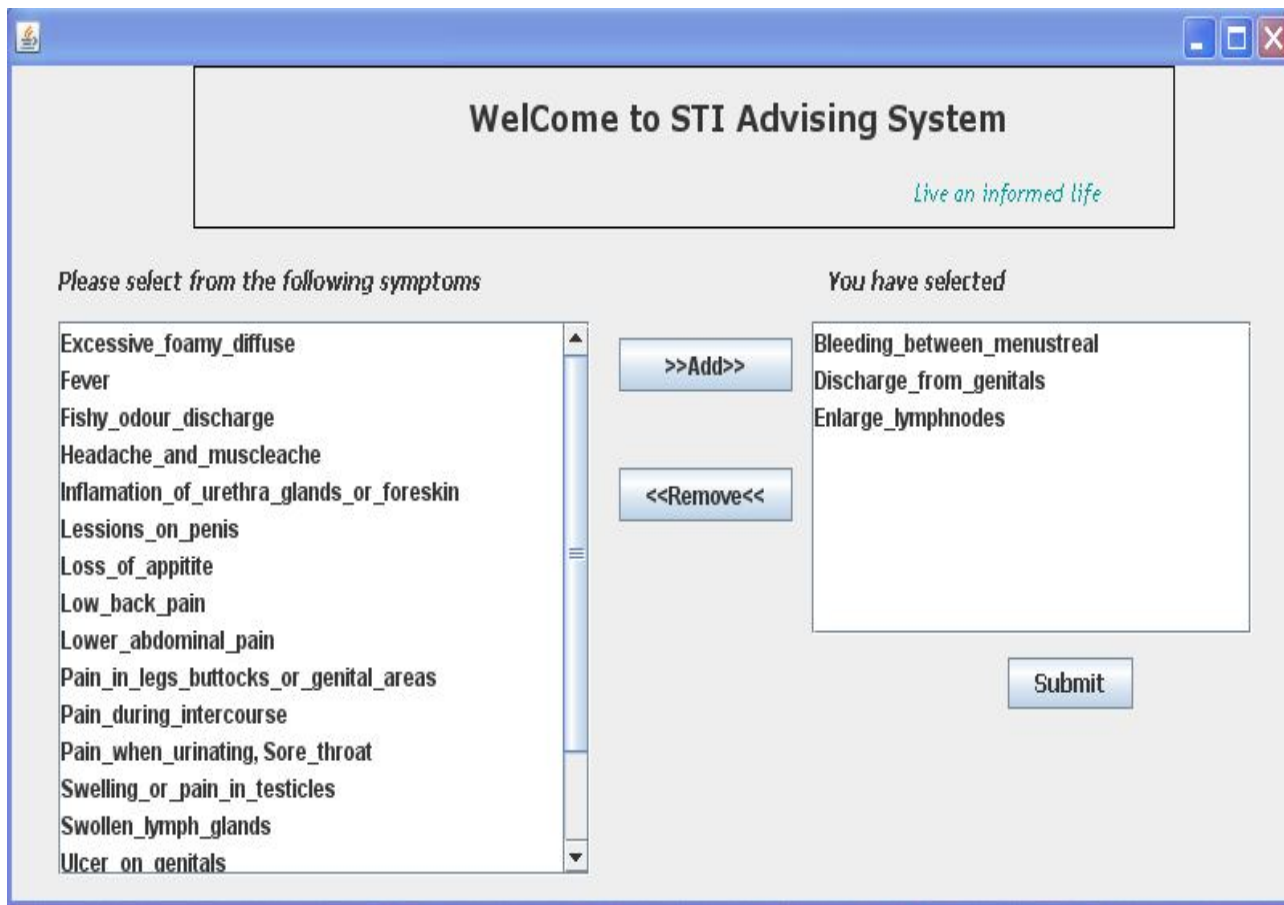 WelCome to STI Advising System
Live an informed life
Please select from the following symptoms
Excessive_foamy_diffuse
Fever
Fishy_odour_discharge
Headache_and_muscleache
Inflamation_of_urethra_glands_or_foreskin
Lessions_on_penis
Loss_of_appitite
Low_back_pain
Lower_abdominal_pain
Pain_in_legs_buttocks_or_genital_areas
Pain_during_intercourse
Pain_when_urinating, Sore_throat
Swelling_or_pain_in_testicles
Swollen_lymph_glands
Ulcer_on_genitals
>>Add>>
<<Remove<<
You have selected
Bleeding_between_menustreal
Discharge_from_genitals
Enlarge_lymphnodes
Submit